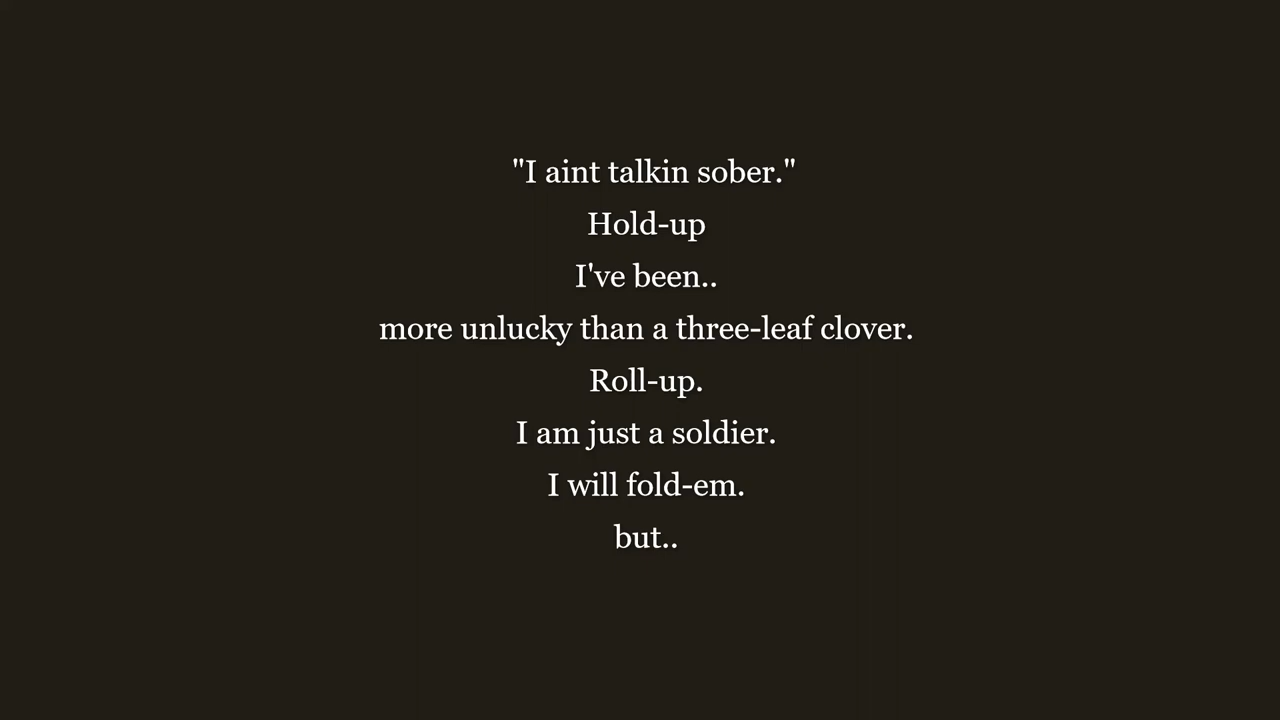 "I aint talkin sober."
Hold-up
I've been..
more unlucky than a three-leaf clover.
Roll-up.
I am just a soldier.
I will fold-em.
but..